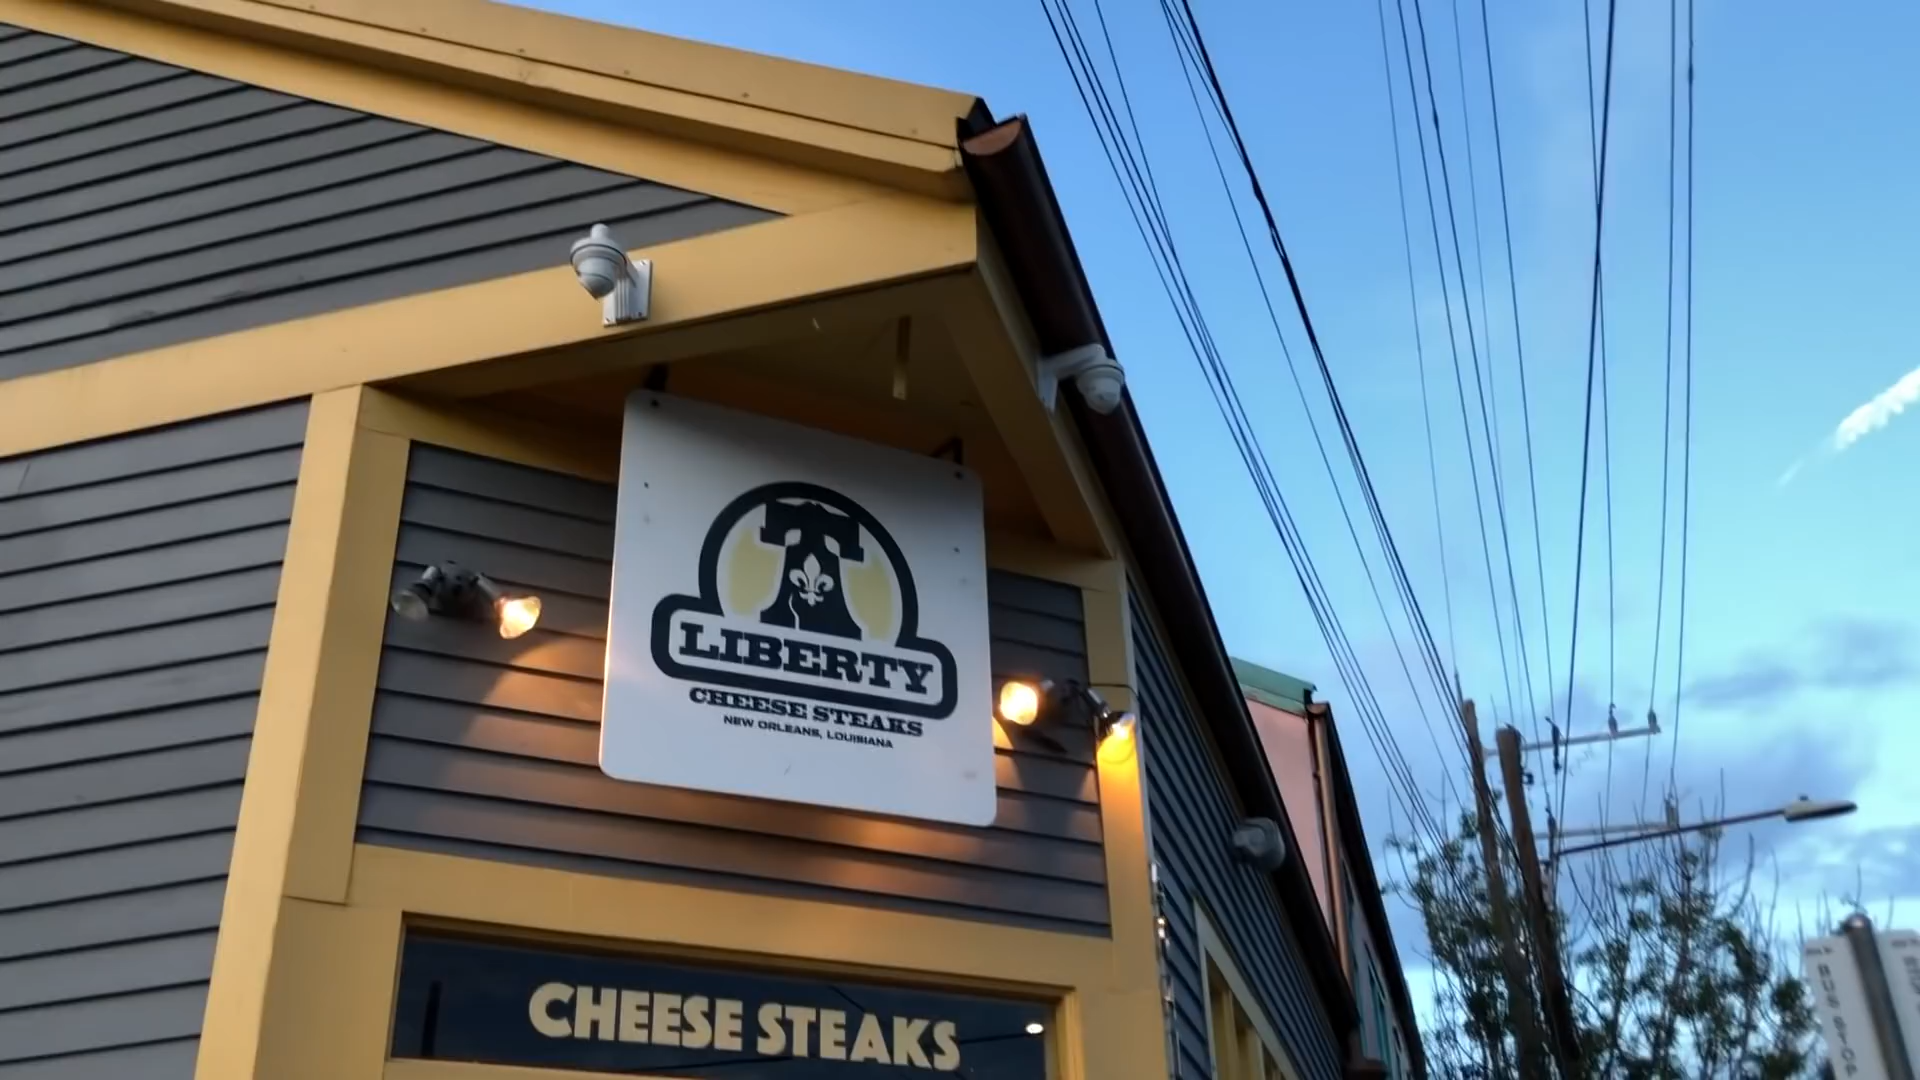 LIBERTY
CHEESE STEAKS
NEW ORLEANS, LOUISIANA
CHEESE STEAKS
BUS STOP